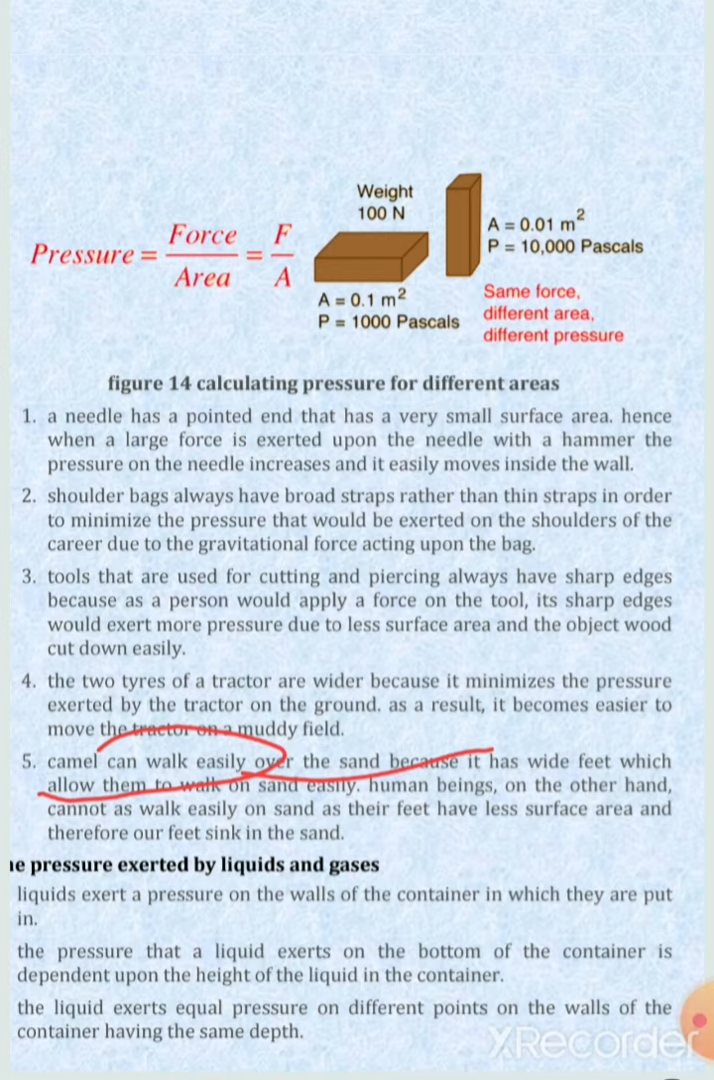 Weight
100 N
Pressure = Force / Area = F / A
A = 0.01 m²
P = 10,000 Pascals
A = 0.1 m²
P = 1000 Pascals
Same force,
different area,
different pressure
figure 14 calculating pressure for different areas
1. a needle has a pointed end that has a very small surface area. hence
when a large force is exerted upon the needle with a hammer the
pressure on the needle increases and it easily moves inside the wall.
2. shoulder bags always have broad straps rather than thin straps in order
to minimize the pressure that would be exerted on the shoulders of the
career due to the gravitational force acting upon the bag.
3. tools that are used for cutting and piercing always have sharp edges
because as a person would apply a force on the tool, its sharp edges
would exert more pressure due to less surface area and the object wood
cut down easily.
4. the two tyres of a tractor are wider because it minimizes the pressure
exerted by the tractor on the ground. as a result, it becomes easier to
move the tractor on a muddy field.
5. camel can walk easily over the sand because it has wide feet which
allow them to walk on sand easily. human beings, on the other hand,
cannot as walk easily on sand as their feet have less surface area and
therefore our feet sink in the sand.
e pressure exerted by liquids and gases
liquids exert a pressure on the walls of the container in which they are put
in.
the pressure that a liquid exerts on the bottom of the container is
dependent upon the height of the liquid in the container.
the liquid exerts equal pressure on different points on the walls of the
container having the same depth.
XRecorder